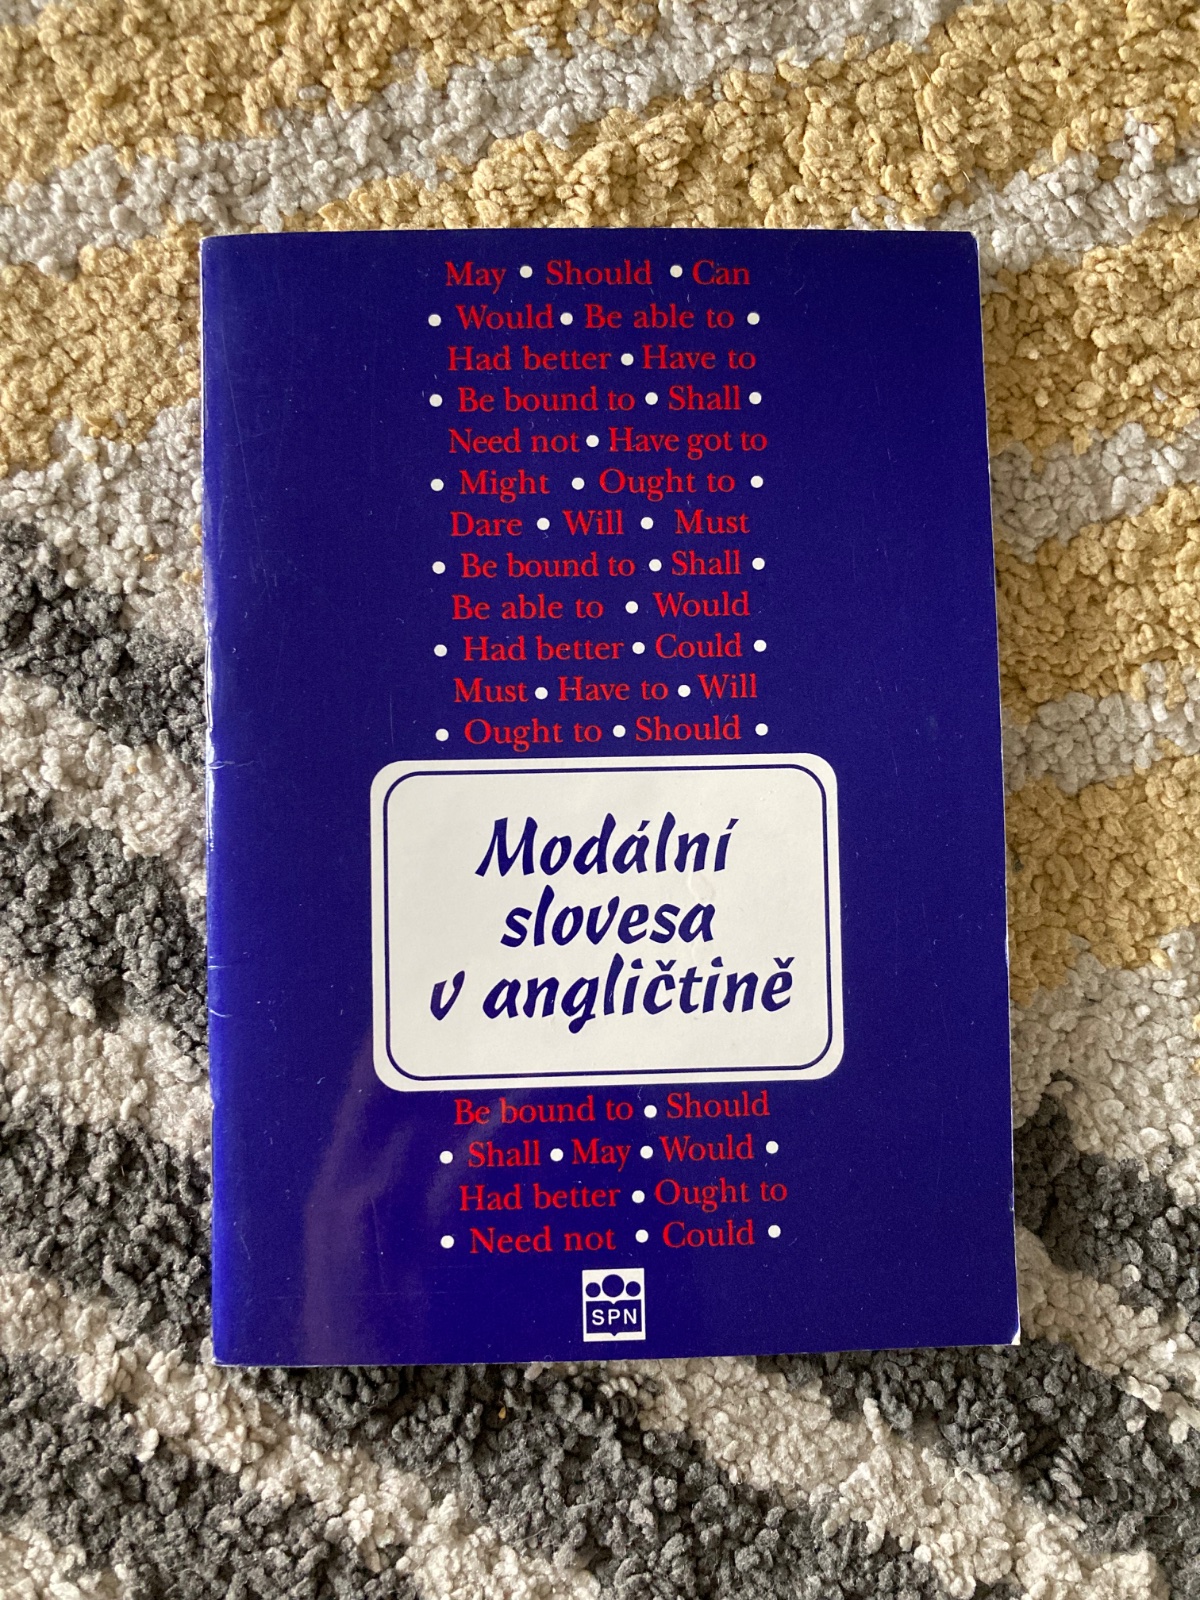 May • Should • Can
• Would • Be able to •
Had better • Have to
• Be bound to • Shall •
Need not • Have got to
• Might • Ought to •
Dare • Will • Must
• Be bound to • Shall •
Be able to • Would
• Had better • Could •
Must • Have to • Will
• Ought to • Should •
Modální
slovesa
v angličtině
Be bound to • Should
• Shall • May • Would •
Had better • Ought to
• Need not • Could •
SPN